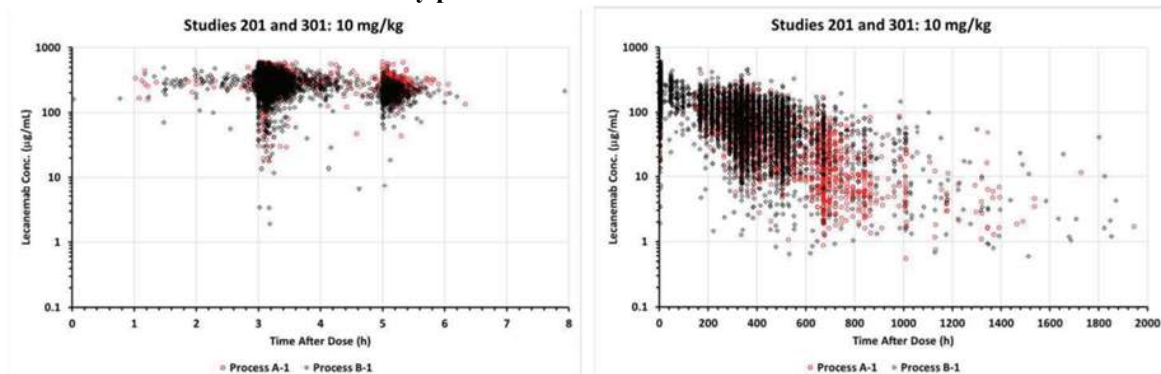 Studies 201 and 301: 10 mg/kg
Lecanemab Conc. (µg/mL)
1000
100
10
1
0.1
0 1 2 3 4 5 6 7 8
Time After Dose (h)
Process A-1 Process B-1
Studies 201 and 301: 10 mg/kg
Lecanemab Conc. (µg/mL)
1000
100
10
1
0.1
0 200 400 600 800 1000 1200 1400 1600 1800 2000
Time After Dose (h)
Process A-1 Process B-1